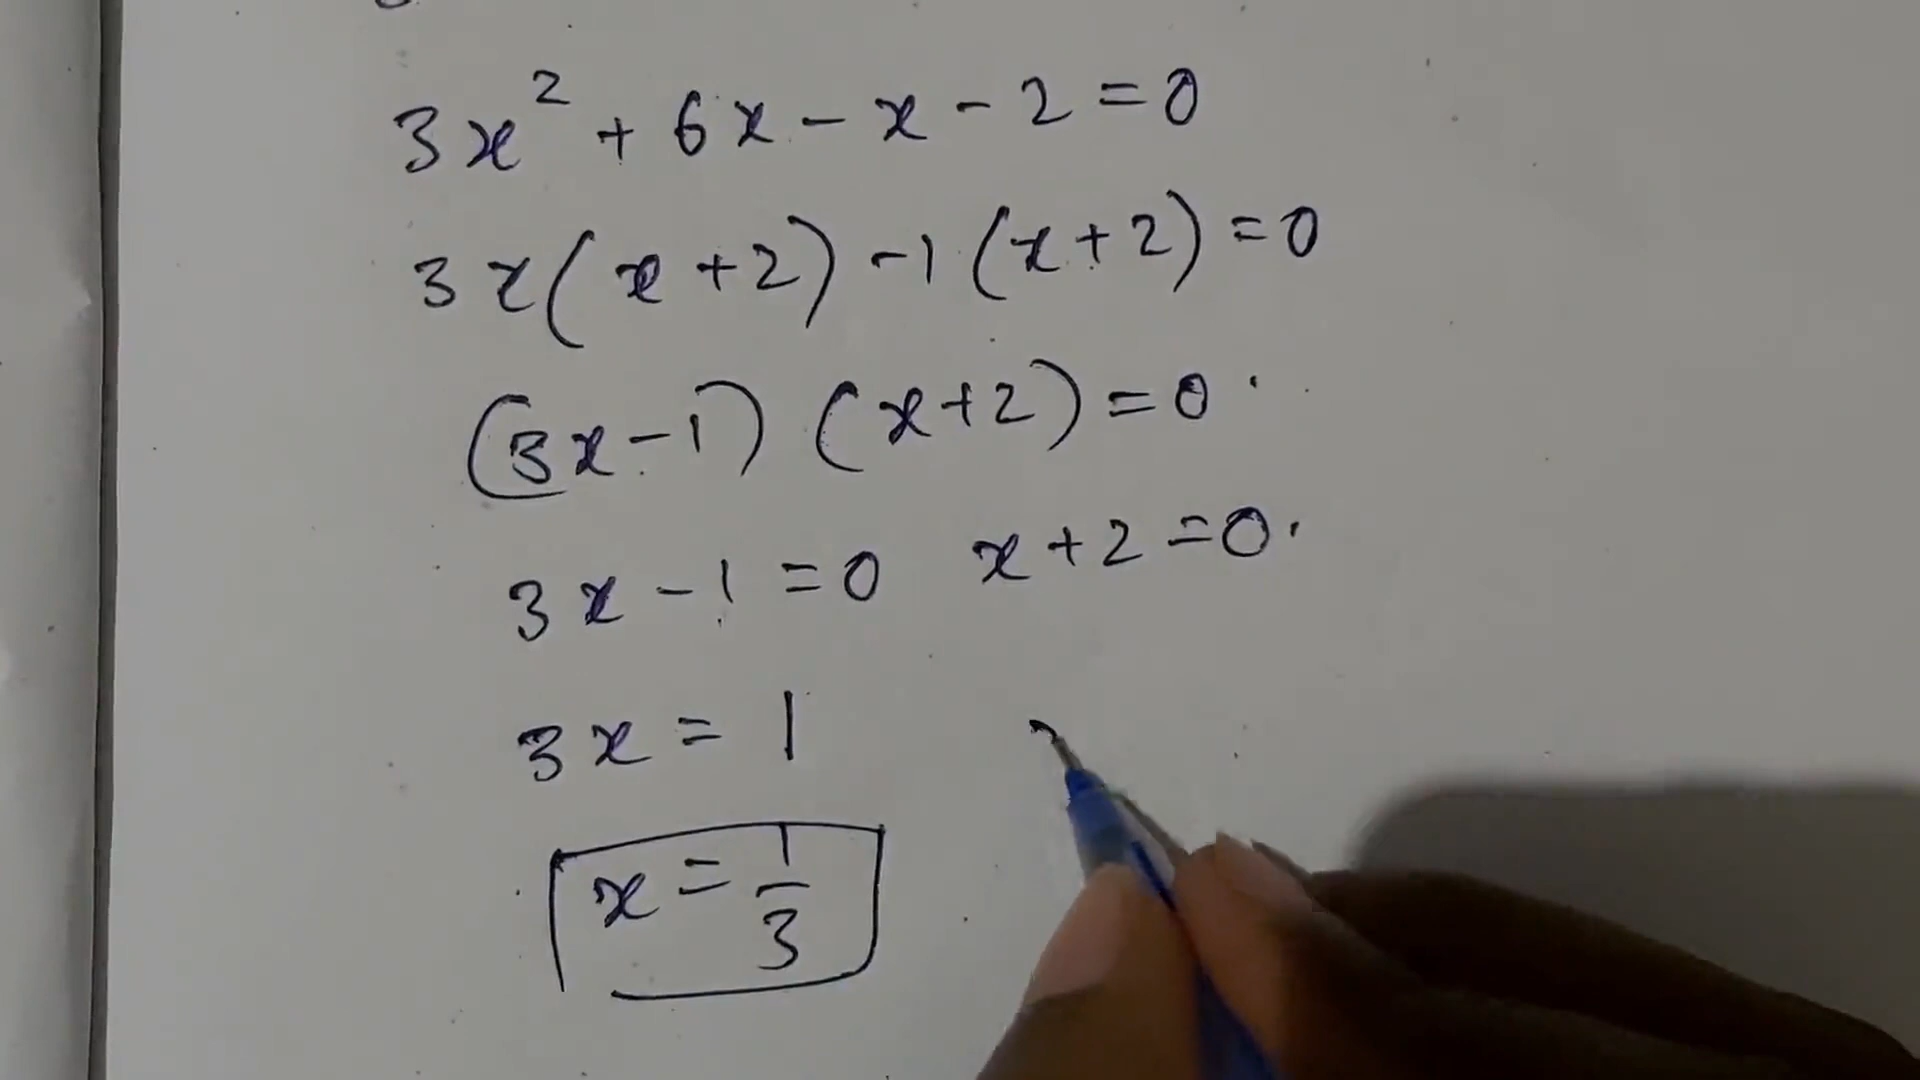 3x² + 6x - x - 2 = 0
3x(x+2) -1(x+2) = 0
(3x-1) (x+2) = 0.
3x - 1 = 0 x + 2 = 0.
3x = 1
x = 1/3